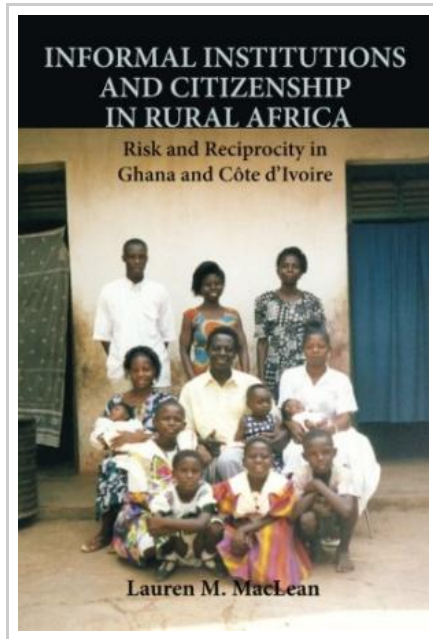 INFORMAL INSTITUTIONS
AND CITIZENSHIP
IN RURAL AFRICA
Risk and Reciprocity in
Ghana and Côte d'Ivoire
Lauren M. MacLean